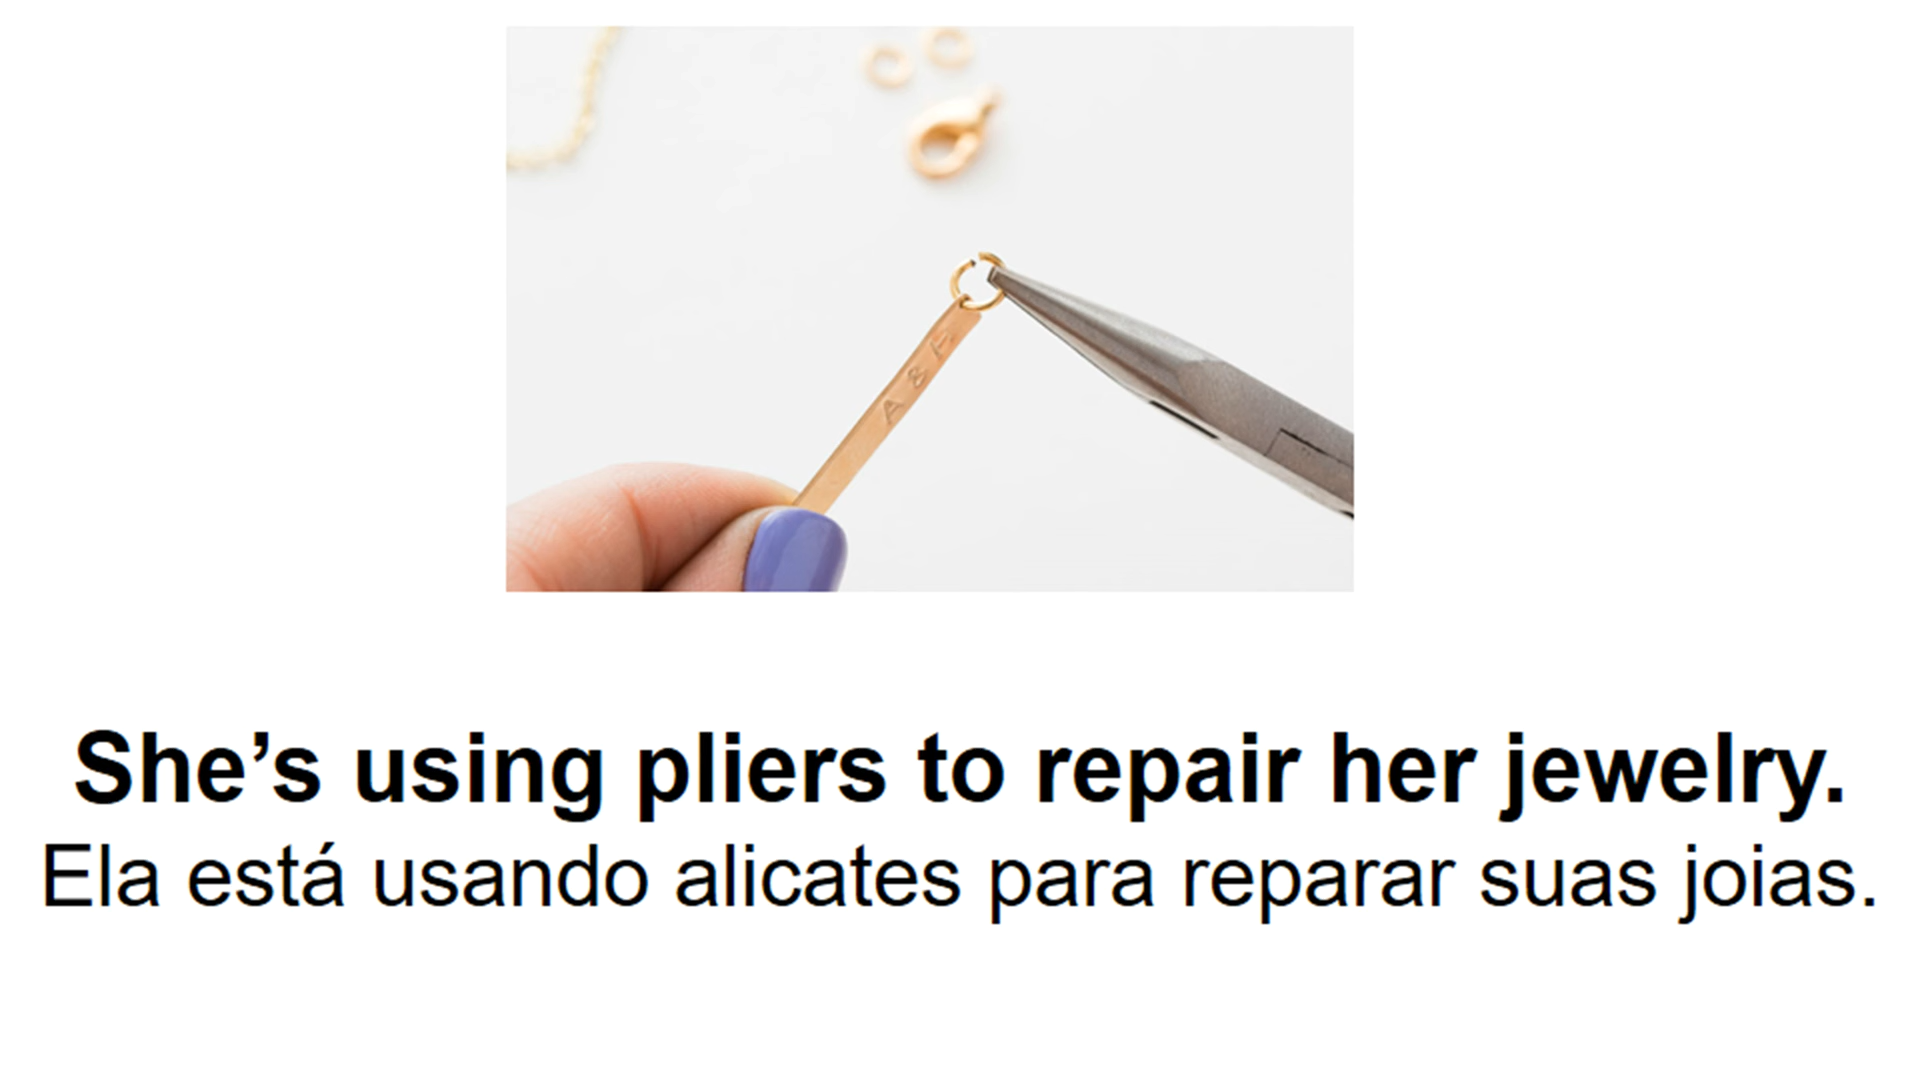 A & F
She’s using pliers to repair her jewelry.
Ela está usando alicates para reparar suas joias.